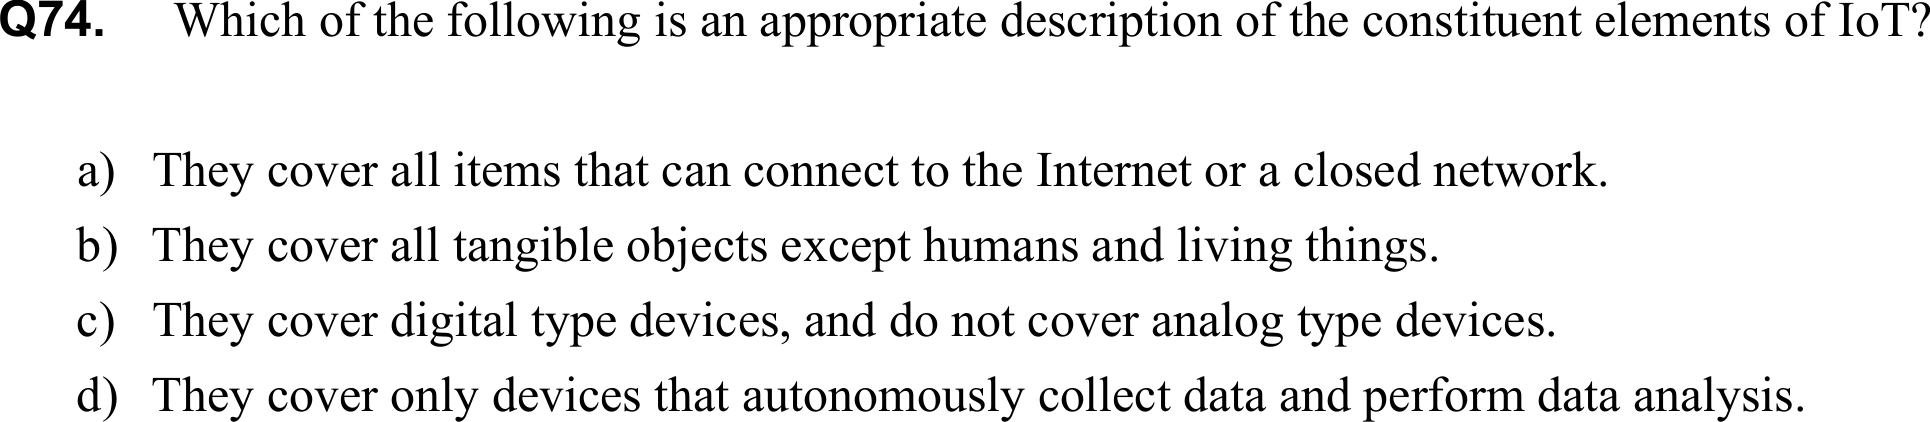 Q74. Which of the following is an appropriate description of the constituent elements of IoT?
a) They cover all items that can connect to the Internet or a closed network.
b) They cover all tangible objects except humans and living things.
c) They cover digital type devices, and do not cover analog type devices.
d) They cover only devices that autonomously collect data and perform data analysis.